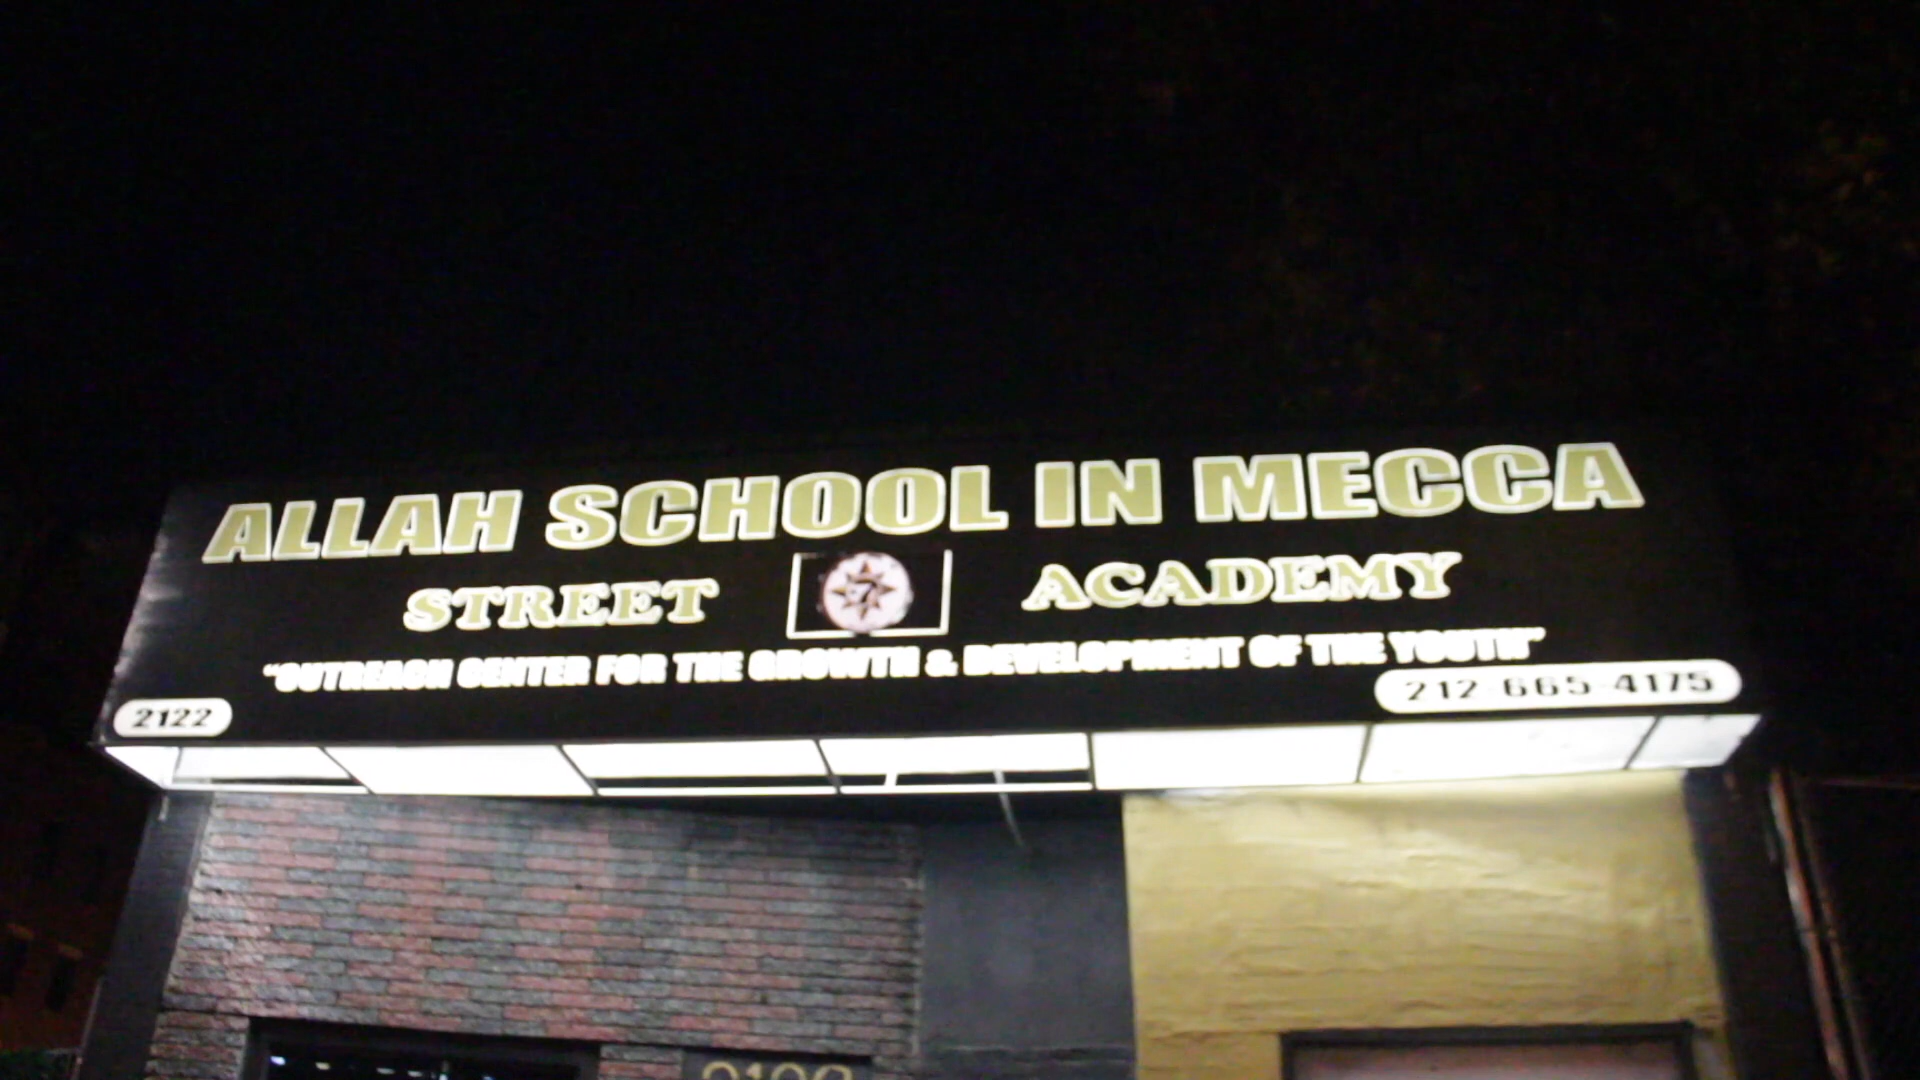 ALLAH SCHOOL IN MECCA
STREET 7 ACADEMY
"OUTREACH CENTER FOR THE GROWTH & DEVELOPMENT OF THE YOUTH"
2122
212-665-4175